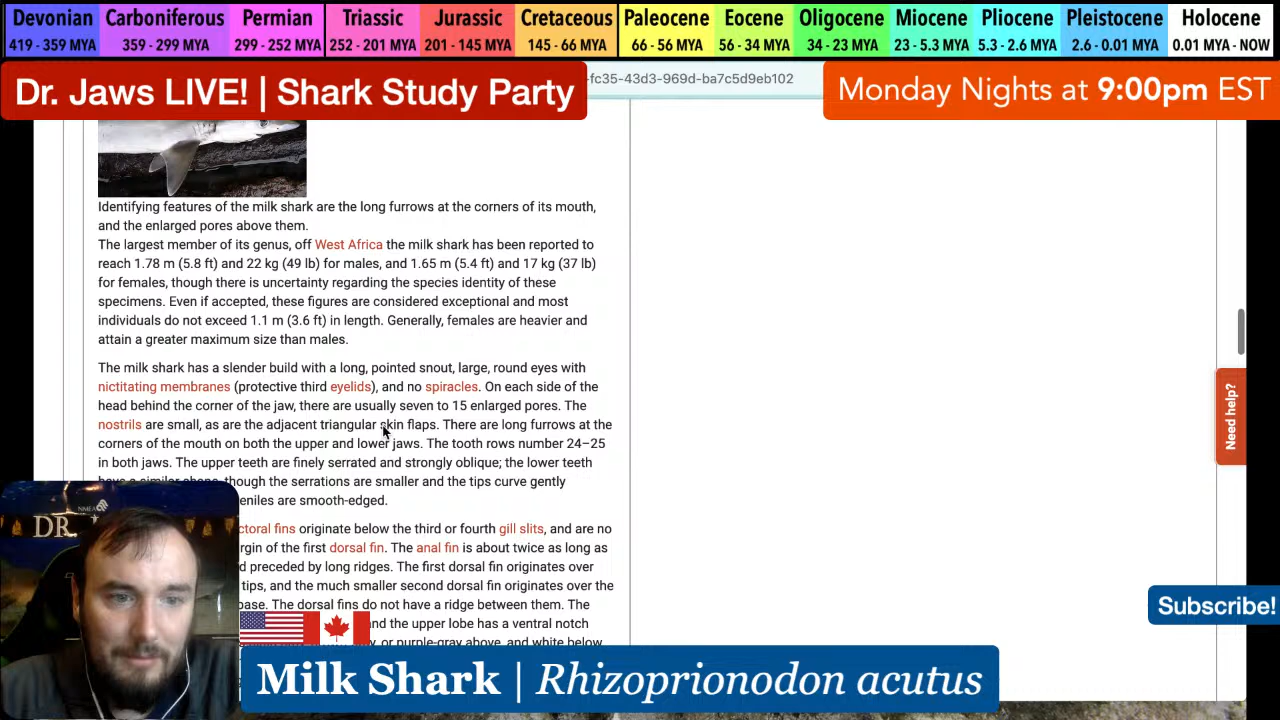 Devonian
419 - 359 MYA
Carboniferous
359 - 299 MYA
Permian
299 - 252 MYA
Triassic
252 - 201 MYA
Jurassic
201 - 145 MYA
Cretaceous
145 - 66 MYA
Paleocene
66 - 56 MYA
Eocene
56 - 34 MYA
Oligocene
34 - 23 MYA
Miocene
23 - 5.3 MYA
Pliocene
5.3 - 2.6 MYA
Pleistocene
2.6 - 0.01 MYA
Holocene
0.01 MYA - NOW
Dr. Jaws LIVE! | Shark Study Party
-fc35-43d3-969d-ba7c5d9eb102
Monday Nights at 9:00pm EST
Identifying features of the milk shark are the long furrows at the corners of its mouth,
and the enlarged pores above them.
The largest member of its genus, off West Africa the milk shark has been reported to
reach 1.78 m (5.8 ft) and 22 kg (49 lb) for males, and 1.65 m (5.4 ft) and 17 kg (37 lb)
for females, though there is uncertainty regarding the species identity of these
specimens. Even if accepted, these figures are considered exceptional and most
individuals do not exceed 1.1 m (3.6 ft) in length. Generally, females are heavier and
attain a greater maximum size than males.
The milk shark has a slender build with a long, pointed snout, large, round eyes with
nictitating membranes (protective third eyelids), and no spiracles. On each side of the
head behind the corner of the jaw, there are usually seven to 15 enlarged pores. The
nostrils are small, as are the adjacent triangular skin flaps. There are long furrows at the
corners of the mouth on both the upper and lower jaws. The tooth rows number 24–25
in both jaws. The upper teeth are finely serrated and strongly oblique; the lower teeth
have a similar shape, though the serrations are smaller and the tips curve gently
eniles are smooth-edged.
ctoral fins originate below the third or fourth gill slits, and are no
rgin of the first dorsal fin. The anal fin is about twice as long as
d preceded by long ridges. The first dorsal fin originates over
tips, and the much smaller second dorsal fin originates over the
base. The dorsal fins do not have a ridge between them. The
and the upper lobe has a ventral notch
or purple-gray above, and white below
Need help?
NMEA
DR.
Subscribe!
Milk Shark | Rhizoprionodon acutus